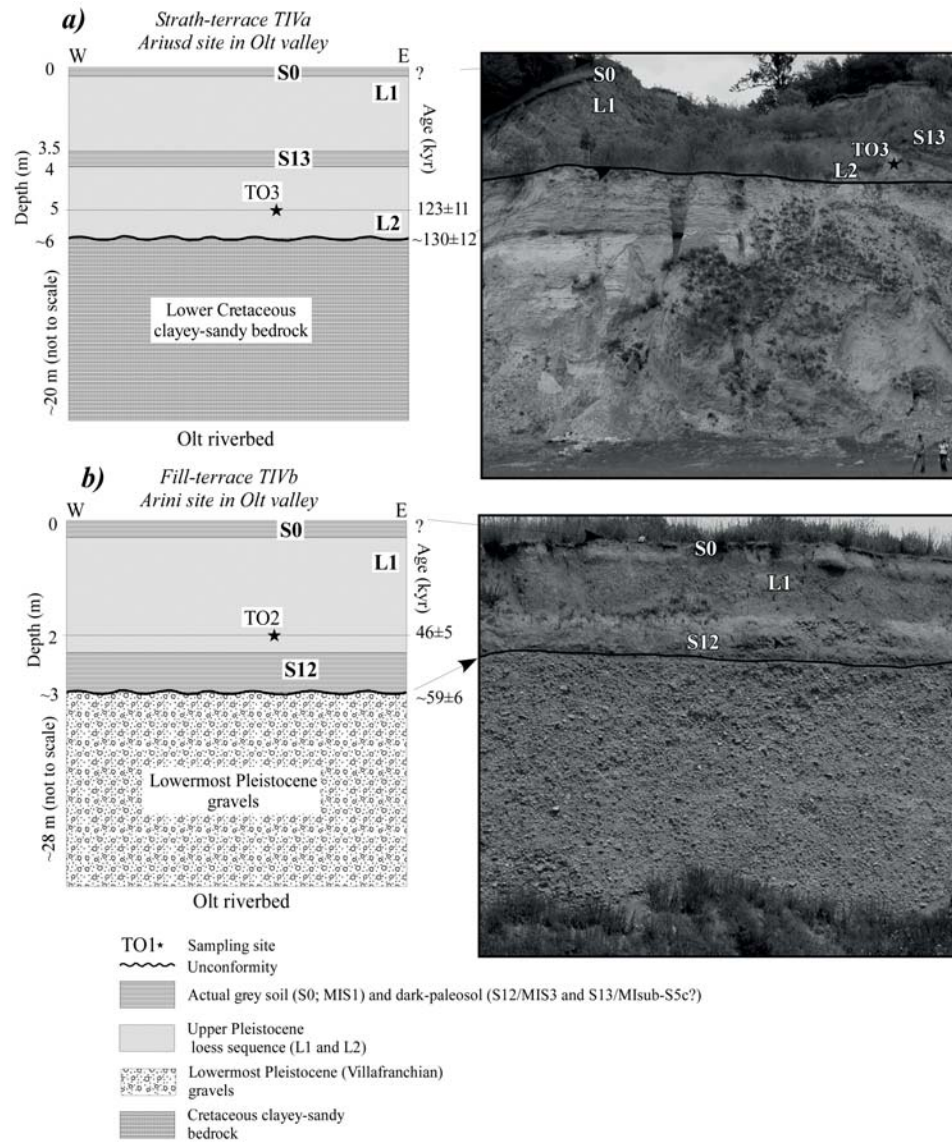 a)
Strath-terrace TIVa
Ariusd site in Olt valley
W
E
0
S0
?
L1
Age (kyr)
Depth (m)
3.5
S13
4
TO3
5
123±11
L2
~6
~130±12
Lower Cretaceous
clayey-sandy bedrock
~20 m (not to scale)
Olt riverbed
S0
L1
S13
TO3
L2
b)
Fill-terrace TIVb
Arini site in Olt valley
W
E
0
S0
?
L1
Age (kyr)
Depth (m)
TO2
2
46±5
S12
~3
~59±6
Lowermost Pleistocene
gravels
~28 m (not to scale)
Olt riverbed
S0
L1
S12
TO1 Sampling site
Unconformity
Actual grey soil (S0; MIS1) and dark-paleosol (S12/MIS3 and S13/MIsub-S5c?)
Upper Pleistocene
loess sequence (L1 and L2)
Lowermost Pleistocene (Villafranchian)
gravels
Cretaceous clayey-sandy
bedrock